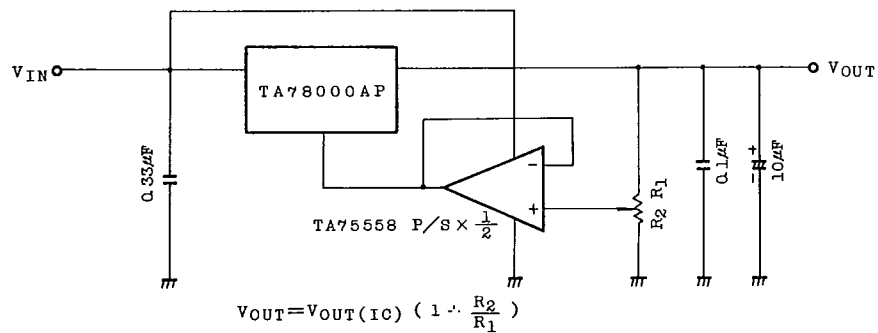 VIN
TA78000AP
VOUT
0.33μF
-
+
R1
R2
0.1μF
+
-
10μF
TA75558 P/S × 1/2
VOUT=VOUT(IC) (1 + R2/R1)